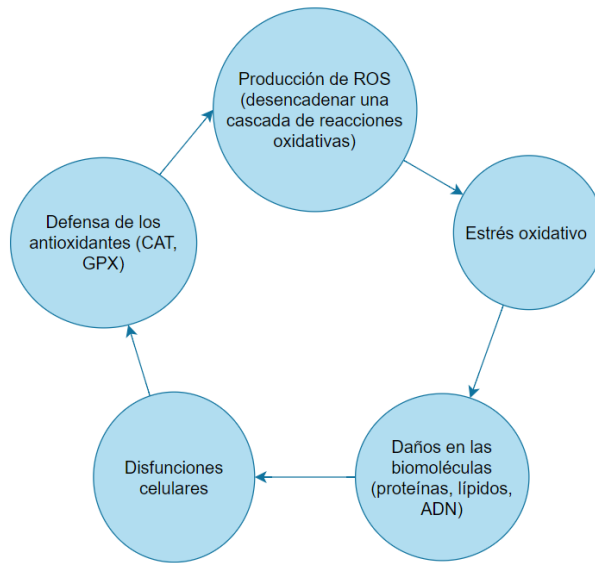 Producción de ROS
(desencadenar una
cascada de reacciones
oxidativas)
Estrés oxidativo
Daños en las
biomoléculas
(proteínas, lípidos,
ADN)
Disfunciones
celulares
Defensa de los
antioxidantes (CAT,
GPX)